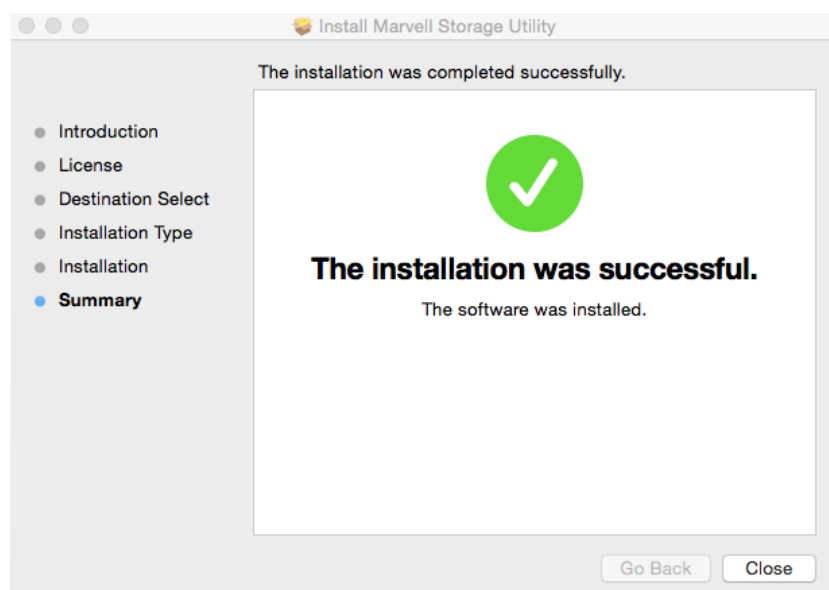 Install Marvell Storage Utility
The installation was completed successfully.
Introduction
License
Destination Select
Installation Type
Installation
Summary
The installation was successful.
The software was installed.
Go Back
Close